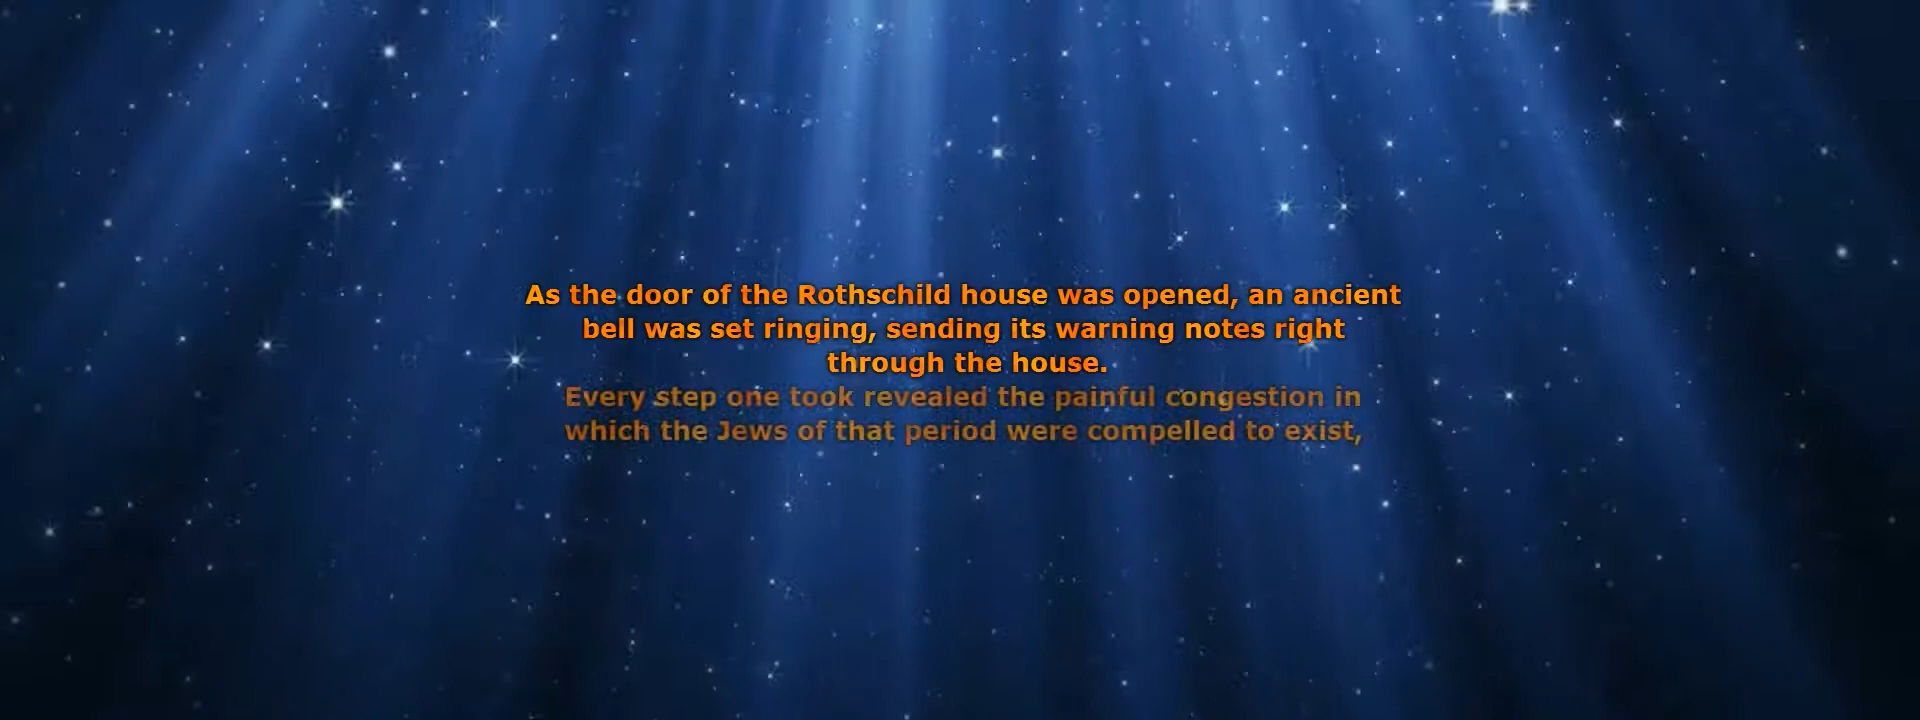 As the door of the Rothschild house was opened, an ancient
bell was set ringing, sending its warning notes right
through the house.
Every step one took revealed the painful congestion in
which the Jews of that period were compelled to exist,